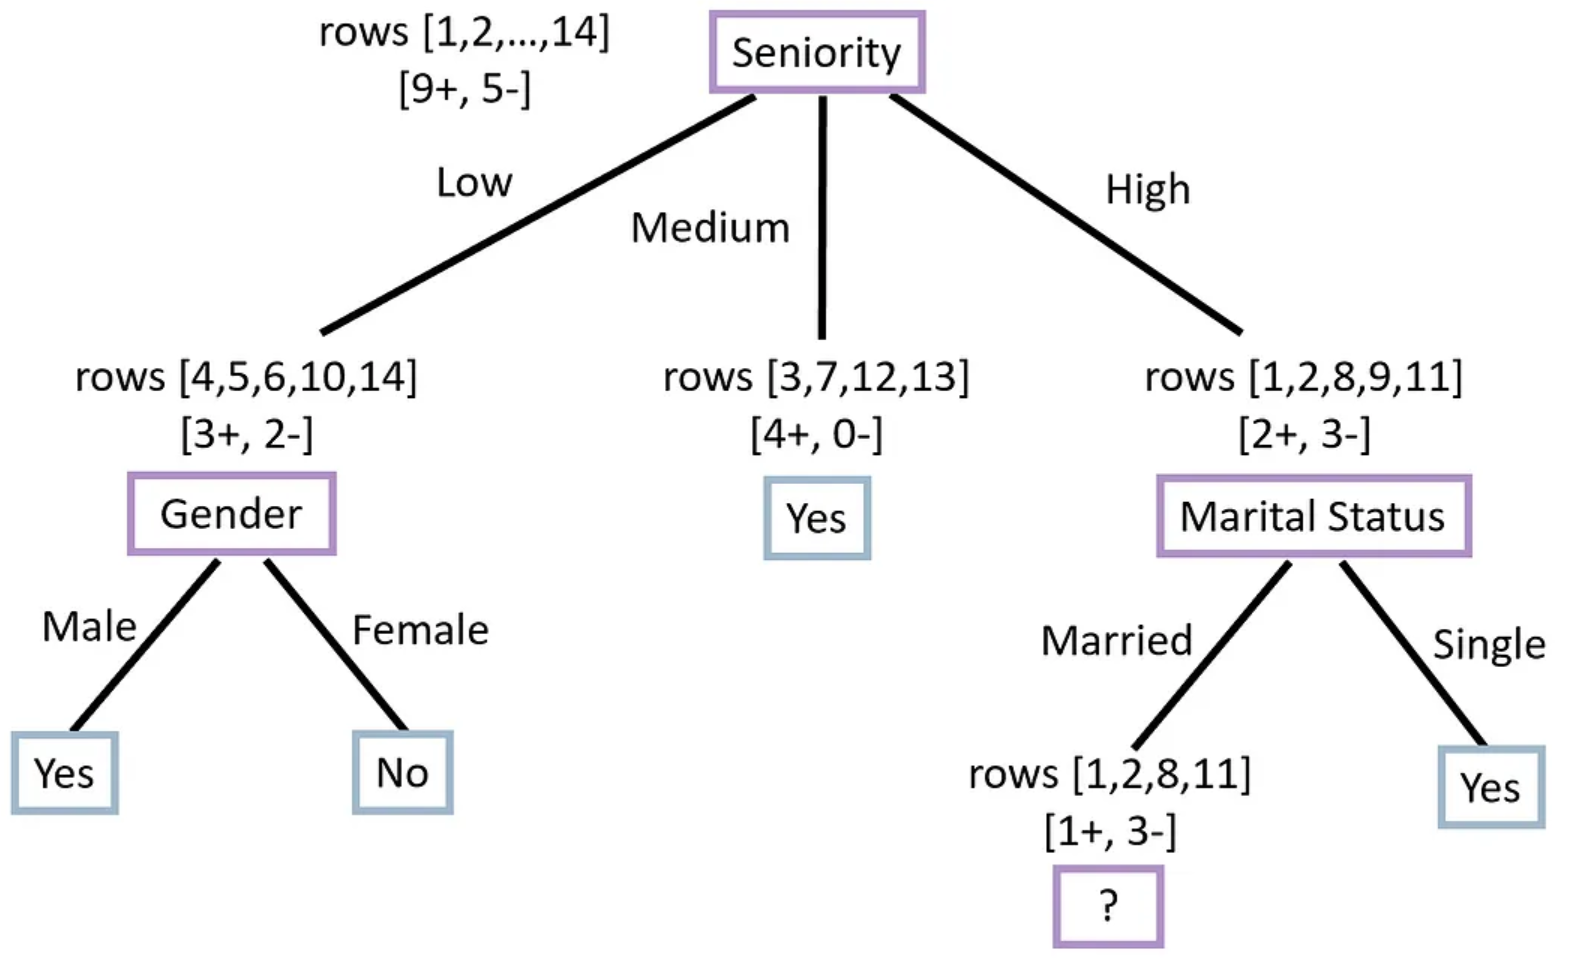 rows [1,2,...,14]
[9+, 5-]
Seniority
Low
Medium
High
rows [4,5,6,10,14]
[3+, 2-]
rows [3,7,12,13]
[4+, 0-]
rows [1,2,8,9,11]
[2+, 3-]
Gender
Yes
Marital Status
Male
Female
Married
Single
Yes
No
rows [1,2,8,11]
[1+, 3-]
Yes
?